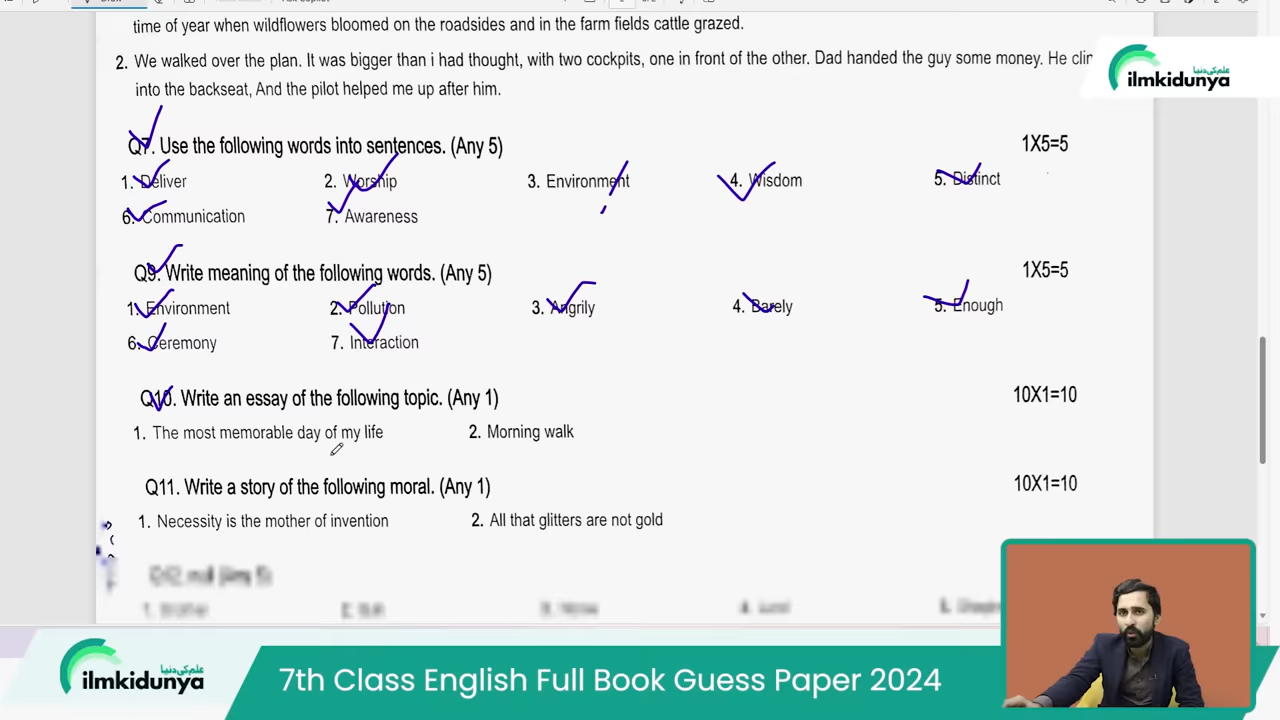 time of year when wildflowers bloomed on the roadsides and in the farm fields cattle grazed.
2. We walked over the plan. It was bigger than i had thought, with two cockpits, one in front of the other. Dad handed the guy some money. He
into the backseat, And the pilot helped me up after him.
علم کی دنیا
ilmkidunya
Q7. Use the following words into sentences. (Any 5) 1X5=5
1. Deliver 2. Worship 3. Environment 4. Wisdom 5. Distinct
6. Communication 7. Awareness
Q9. Write meaning of the following words. (Any 5) 1X5=5
1. Environment 2. Pollution 3. Angrily 4. Barely 5. Enough
6. Ceremony 7. Interaction
Q10. Write an essay of the following topic. (Any 1) 10X1=10
1. The most memorable day of my life 2. Morning walk
Q11. Write a story of the following moral. (Any 1) 10X1=10
1. Necessity is the mother of invention 2. All that glitters are not gold
علم کی دنیا
ilmkidunya
7th Class English Full Book Guess Paper 2024